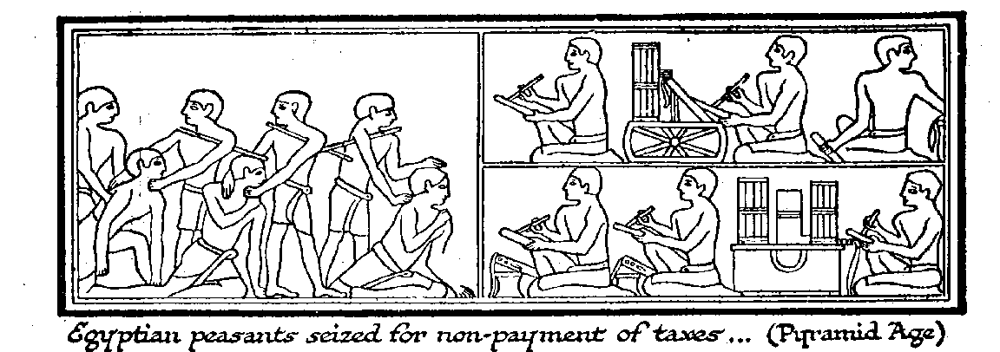 Egyptian peasants seized for non-payment of taxes... (Pyramid Age)